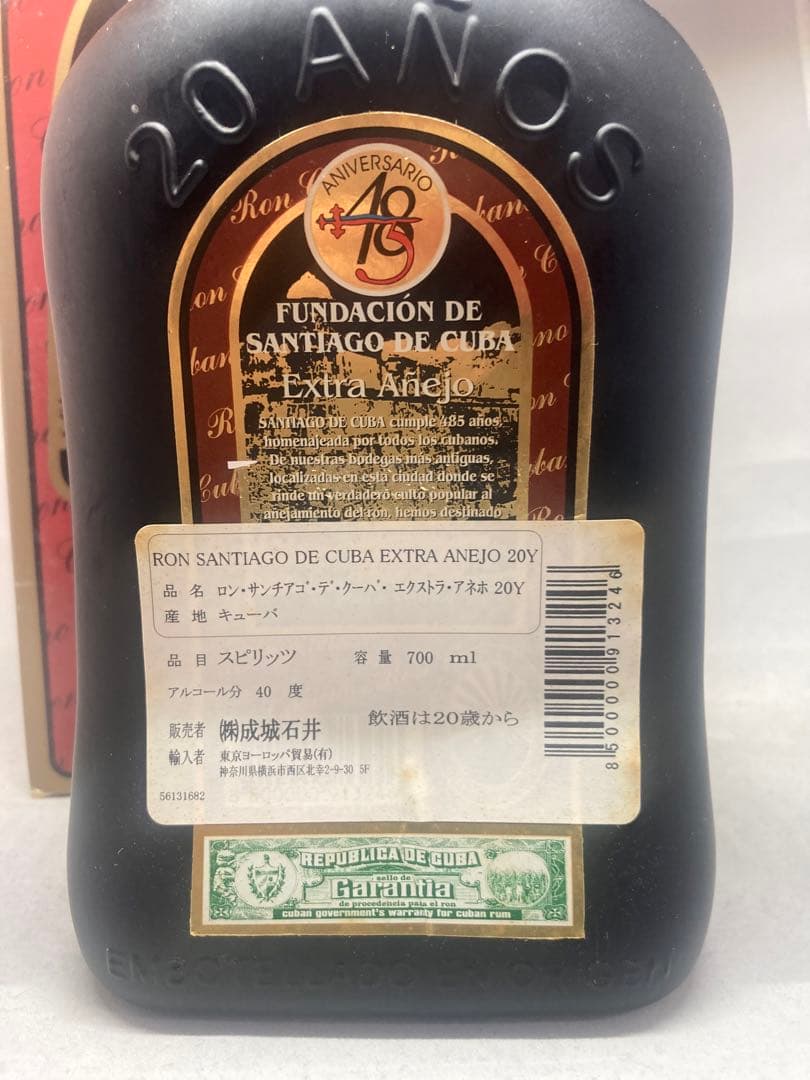 20 AÑOS
ANIVERSARIO
485
FUNDACIÓN DE
SANTIAGO DE CUBA
Extra Añejo
SANTIAGO DE CUBA cumple 485 años,
homenajeada por todos los cubanos.
De nuestras bodegas más antiguas,
localizadas en esta ciudad donde se
rinde un verdadero culto popular al
añejamiento del ron, hemos destinado
RON SANTIAGO DE CUBA EXTRA ANEJO 20Y
品 名 ロン・サンチアゴ・デ・クーバ・ エクストラ・アネホ 20Y
産 地 キューバ
品 目 スピリッツ 容 量 700 ml
アルコール分 40 度
飲酒は20歳から
販売者 ㈱成城石井
輸入者 東京ヨーロッパ貿易(有)
神奈川県横浜市西区北幸2-9-30 5F
56131682
8500000913246
REPUBLICA DE CUBA
sello de
Garantia
de procedencia para el ron
cuban government's warranty for cuban rum
EMBOTELLADO EN ORIGEN